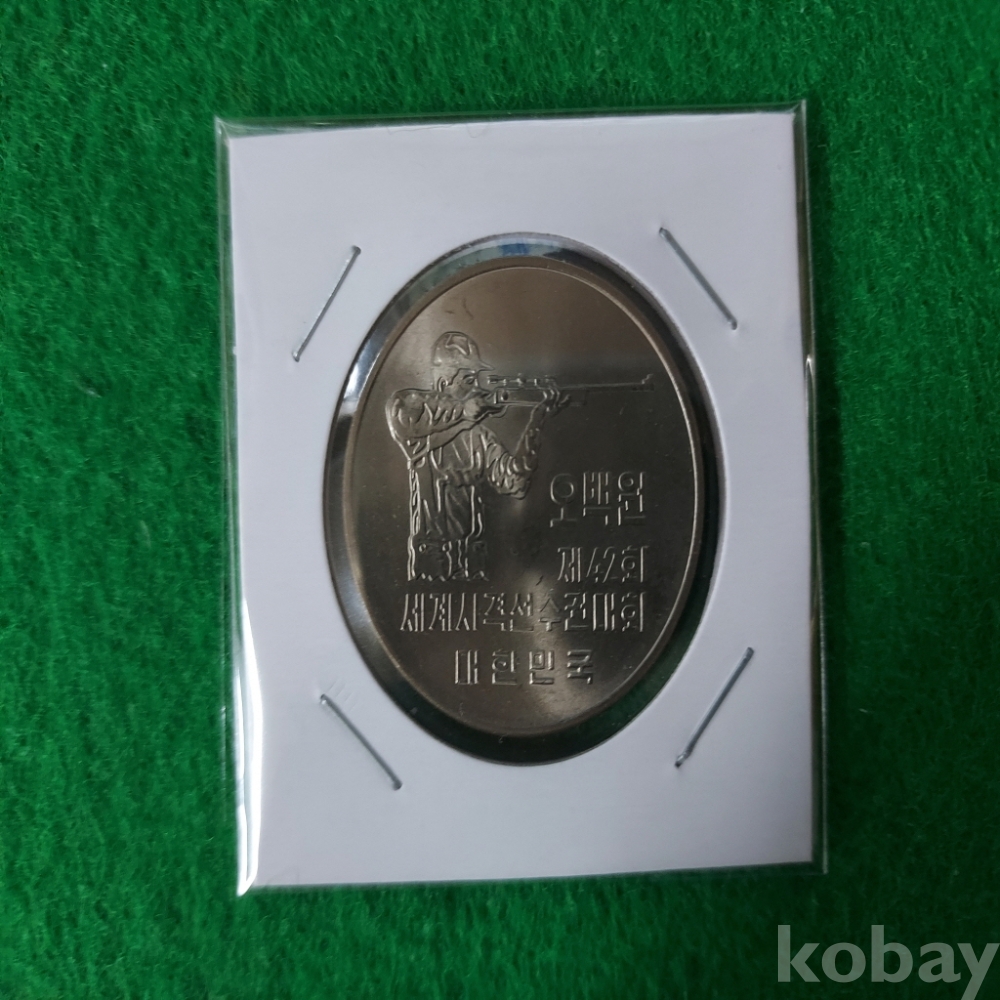 오백원
제42회
세계사격선수권대회
대한민국
kobay